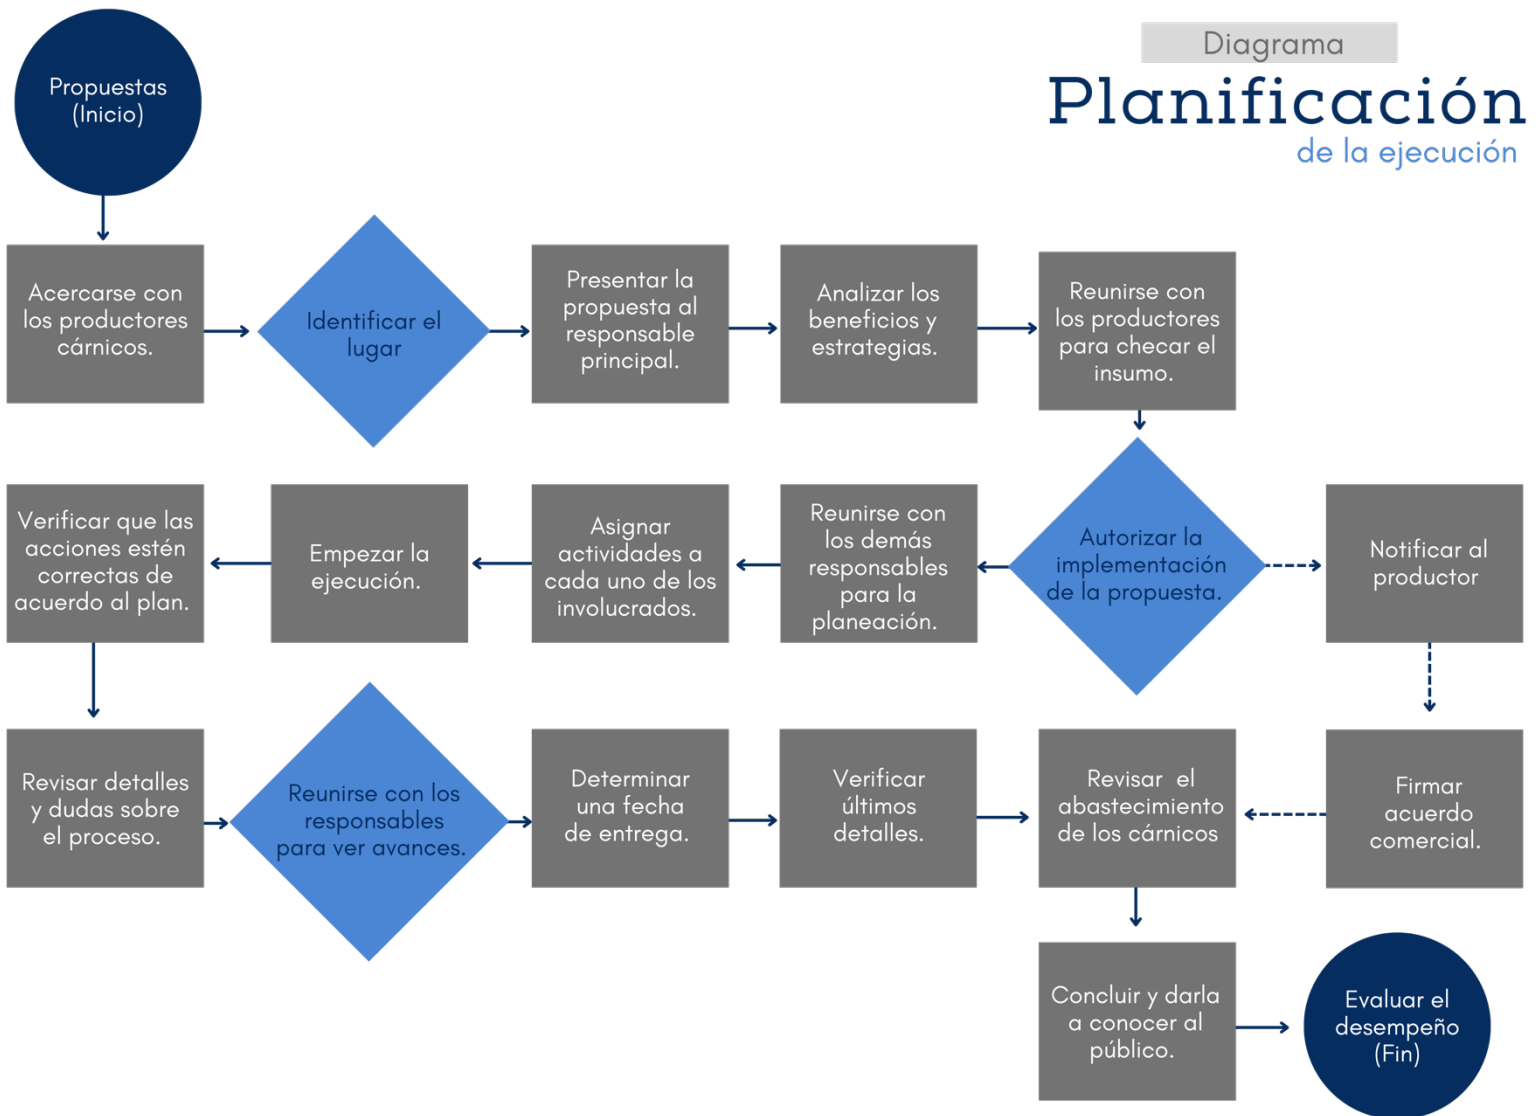 Diagrama
Planificación
de la ejecución
Propuestas
(Inicio)
Acercarse con
los productores
cárnicos.
Identificar el
lugar
Presentar la
propuesta al
responsable
principal.
Analizar los
beneficios y
estrategias.
Reunirse con
los productores
para checar el
insumo.
Autorizar la
implementación
de la propuesta.
Notificar al
productor
Firmar
acuerdo
comercial.
Reunirse con
los demás
responsables
para la
planeación.
Asignar
actividades a
cada uno de los
involucrados.
Empezar la
ejecución.
Verificar que las
acciones estén
correctas de
acuerdo al plan.
Revisar detalles
y dudas sobre
el proceso.
Reunirse con los
responsables
para ver avances.
Determinar
una fecha
de entrega.
Verificar
últimos
detalles.
Revisar el
abastecimiento
de los cárnicos
Concluir y darla
a conocer al
público.
Evaluar el
desempeño
(Fin)